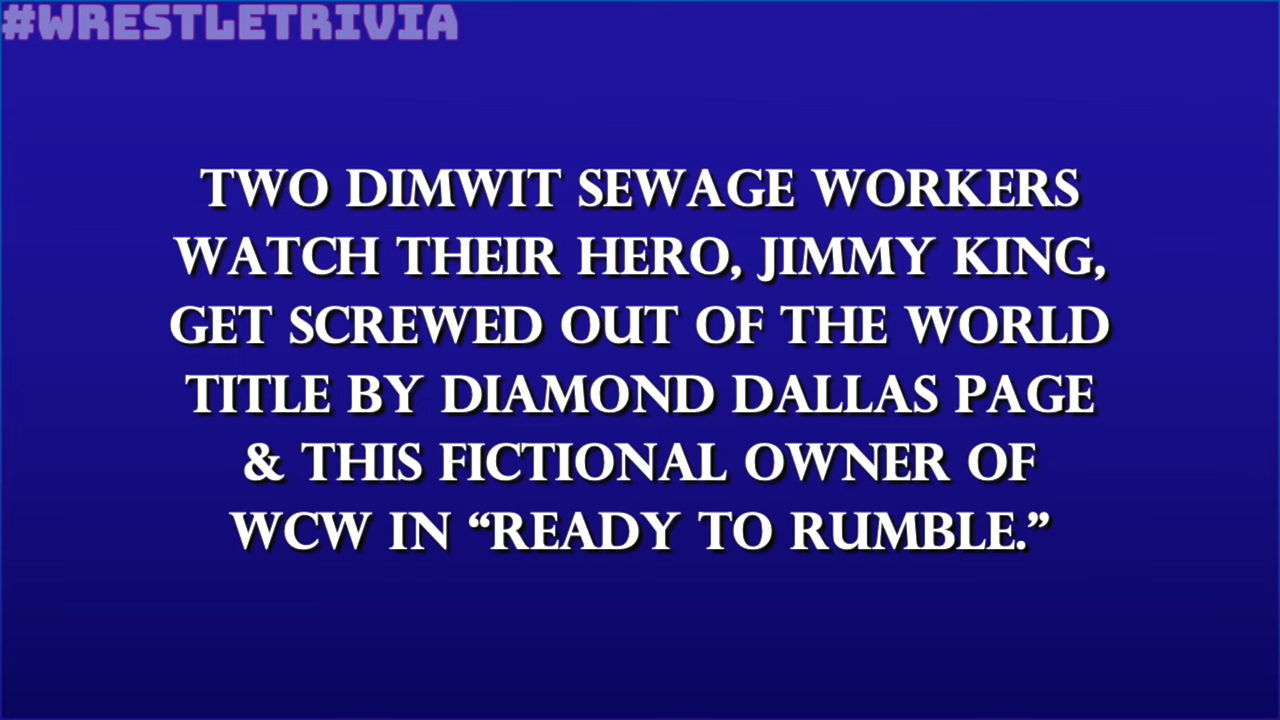 #WRESTLETRIVIA
TWO DIMWIT SEWAGE WORKERS
WATCH THEIR HERO, JIMMY KING,
GET SCREWED OUT OF THE WORLD
TITLE BY DIAMOND DALLAS PAGE
& THIS FICTIONAL OWNER OF
WCW IN “READY TO RUMBLE.”